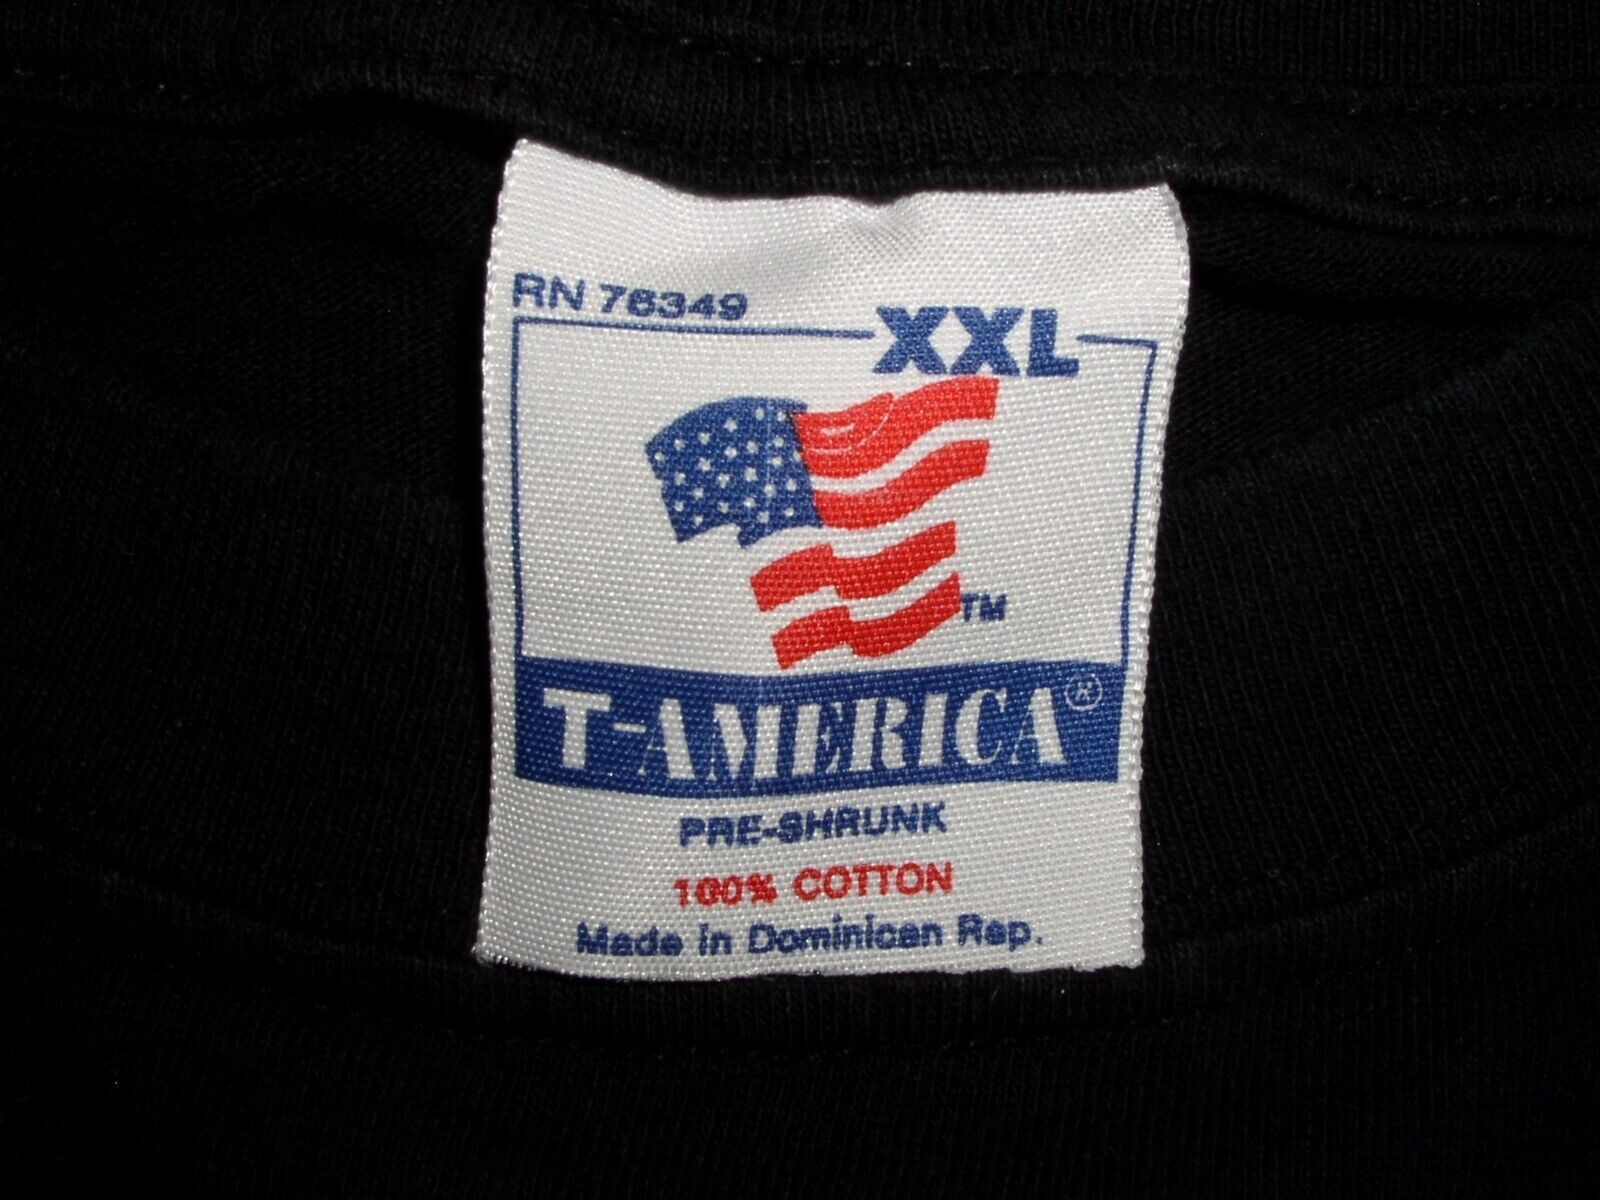 RN 76349
XXL
TM
T-AMERICA®
PRE-SHRUNK
100% COTTON
Made in Dominican Rep.